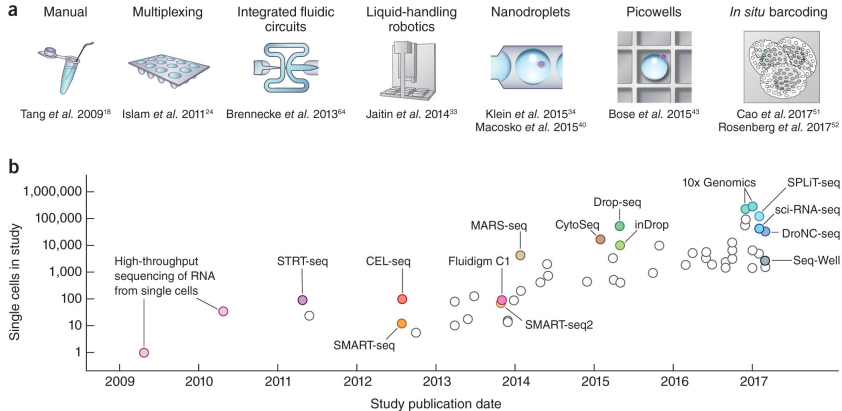 a
Manual
Multiplexing
Integrated fluidic
circuits
Liquid-handling
robotics
Nanodroplets
Picowells
In situ barcoding
Tang et al. 2009¹⁸
Islam et al. 2011²⁴
Brennecke et al. 2013⁶⁴
Jaitin et al. 2014³³
Klein et al. 2015³⁴
Macosko et al. 2015⁴⁰
Bose et al. 2015⁴³
Cao et al. 2017⁵¹
Rosenberg et al. 2017⁵²
b
Single cells in study
1,000,000
100,000
10,000
1,000
100
10
1
High-throughput
sequencing of RNA
from single cells
STRT-seq
CEL-seq
SMART-seq
MARS-seq
Fluidigm C1
SMART-seq2
CytoSeq
Drop-seq
inDrop
10x Genomics
SPLiT-seq
sci-RNA-seq
DroNC-seq
Seq-Well
2009
2010
2011
2012
2013
2014
2015
2016
2017
Study publication date